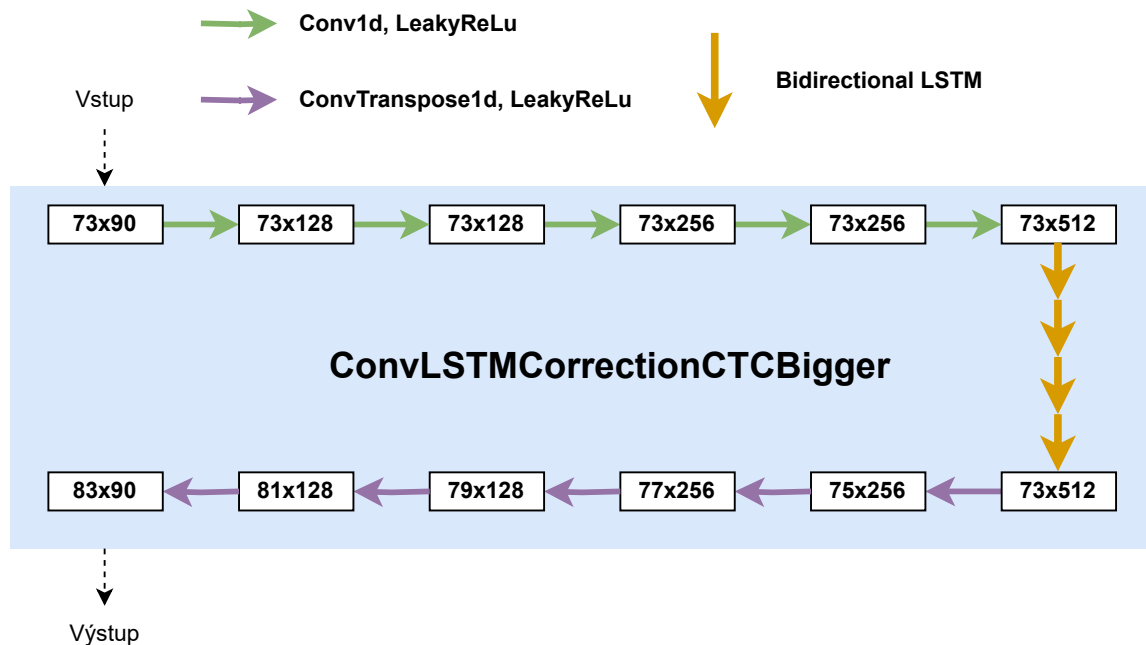 Conv1d, LeakyReLu
ConvTranspose1d, LeakyReLu
Bidirectional LSTM
Vstup
73x90
73x128
73x128
73x256
73x256
73x512
ConvLSTMCorrectionCTCBigger
83x90
81x128
79x128
77x256
75x256
73x512
Výstup